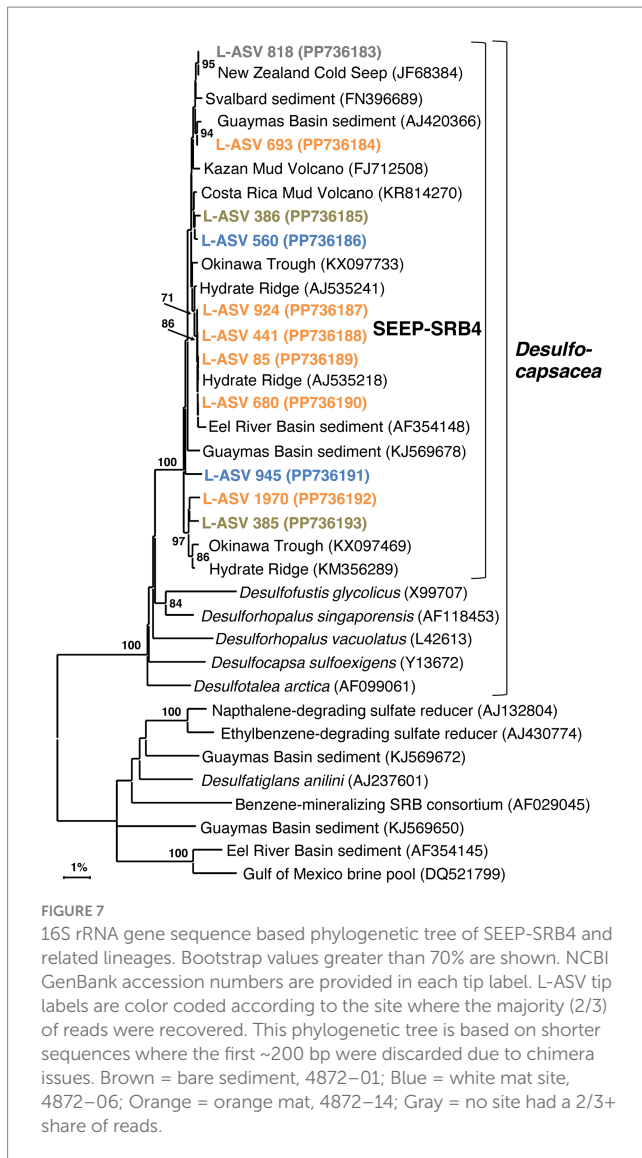 L-ASV 818 (PP736183)
95
New Zealand Cold Seep (JF68384)
Svalbard sediment (FN396689)
Guaymas Basin sediment (AJ420366)
94
L-ASV 693 (PP736184)
Kazan Mud Volcano (FJ712508)
Costa Rica Mud Volcano (KR814270)
L-ASV 386 (PP736185)
L-ASV 560 (PP736186)
Okinawa Trough (KX097733)
Hydrate Ridge (AJ535241)
71
L-ASV 924 (PP736187)
86
L-ASV 441 (PP736188)
SEEP-SRB4
L-ASV 85 (PP736189)
Desulfo-
capsacea
Hydrate Ridge (AJ535218)
L-ASV 680 (PP736190)
Eel River Basin sediment (AF354148)
Guaymas Basin sediment (KJ569678)
100
L-ASV 945 (PP736191)
L-ASV 1970 (PP736192)
L-ASV 385 (PP736193)
97
Okinawa Trough (KX097469)
86
Hydrate Ridge (KM356289)
Desulfofustis glycolicus (X99707)
84
Desulforhopalus singaporensis (AF118453)
Desulforhopalus vacuolatus (L42613)
100
Desulfocapsa sulfoexigens (Y13672)
Desulfotalea arctica (AF099061)
100
Napthalene-degrading sulfate reducer (AJ132804)
Ethylbenzene-degrading sulfate reducer (AJ430774)
Guaymas Basin sediment (KJ569672)
Desulfatiglans anilini (AJ237601)
Benzene-mineralizing SRB consortium (AF029045)
Guaymas Basin sediment (KJ569650)
100
Eel River Basin sediment (AF354145)
1%
Gulf of Mexico brine pool (DQ521799)
FIGURE 7
16S rRNA gene sequence based phylogenetic tree of SEEP-SRB4 and
related lineages. Bootstrap values greater than 70% are shown. NCBI
GenBank accession numbers are provided in each tip label. L-ASV tip
labels are color coded according to the site where the majority (2/3)
of reads were recovered. This phylogenetic tree is based on shorter
sequences where the first ~200 bp were discarded due to chimera
issues. Brown = bare sediment, 4872–01; Blue = white mat site,
4872–06; Orange = orange mat, 4872–14; Gray = no site had a 2/3+
share of reads.